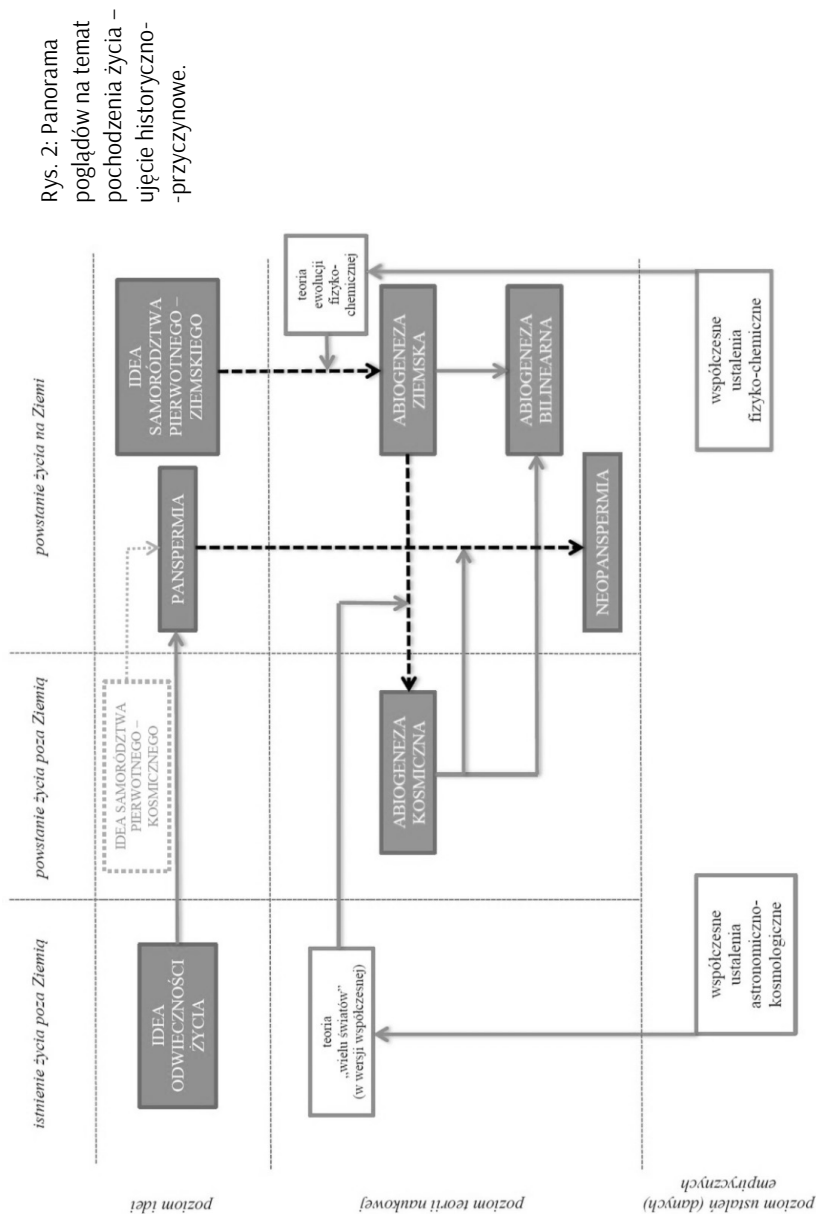 Rys. 2: Panorama
poglądów na temat
pochodzenia życia –
ujęcie historyczno-
-przyczynowe.
istnienie życia poza Ziemią
powstanie życia poza Ziemią
powstanie życia na Ziemi
poziom idei
IDEA
ODWIECZNOŚCI
ŻYCIA
IDEA SAMORÓDZTWA
PIERWOTNEGO –
KOSMICZNEGO
PANSPERMIA
IDEA
SAMORÓDZTWA
PIERWOTNEGO –
ZIEMSKIEGO
poziom teorii naukowej
teoria
„wielu światów”
(w wersji współczesnej)
ABIOGENEZA
KOSMICZNA
teoria
ewolucji
fizyko-
chemicznej
ABIOGENEZA
ZIEMSKA
ABIOGENEZA
BILINEARNA
NEOPANSPERMIA
poziom ustaleń (danych)
empirycznych
współczesne
ustalenia
astronomiczno-
kosmologiczne
współczesne
ustalenia
fizyko-chemiczne